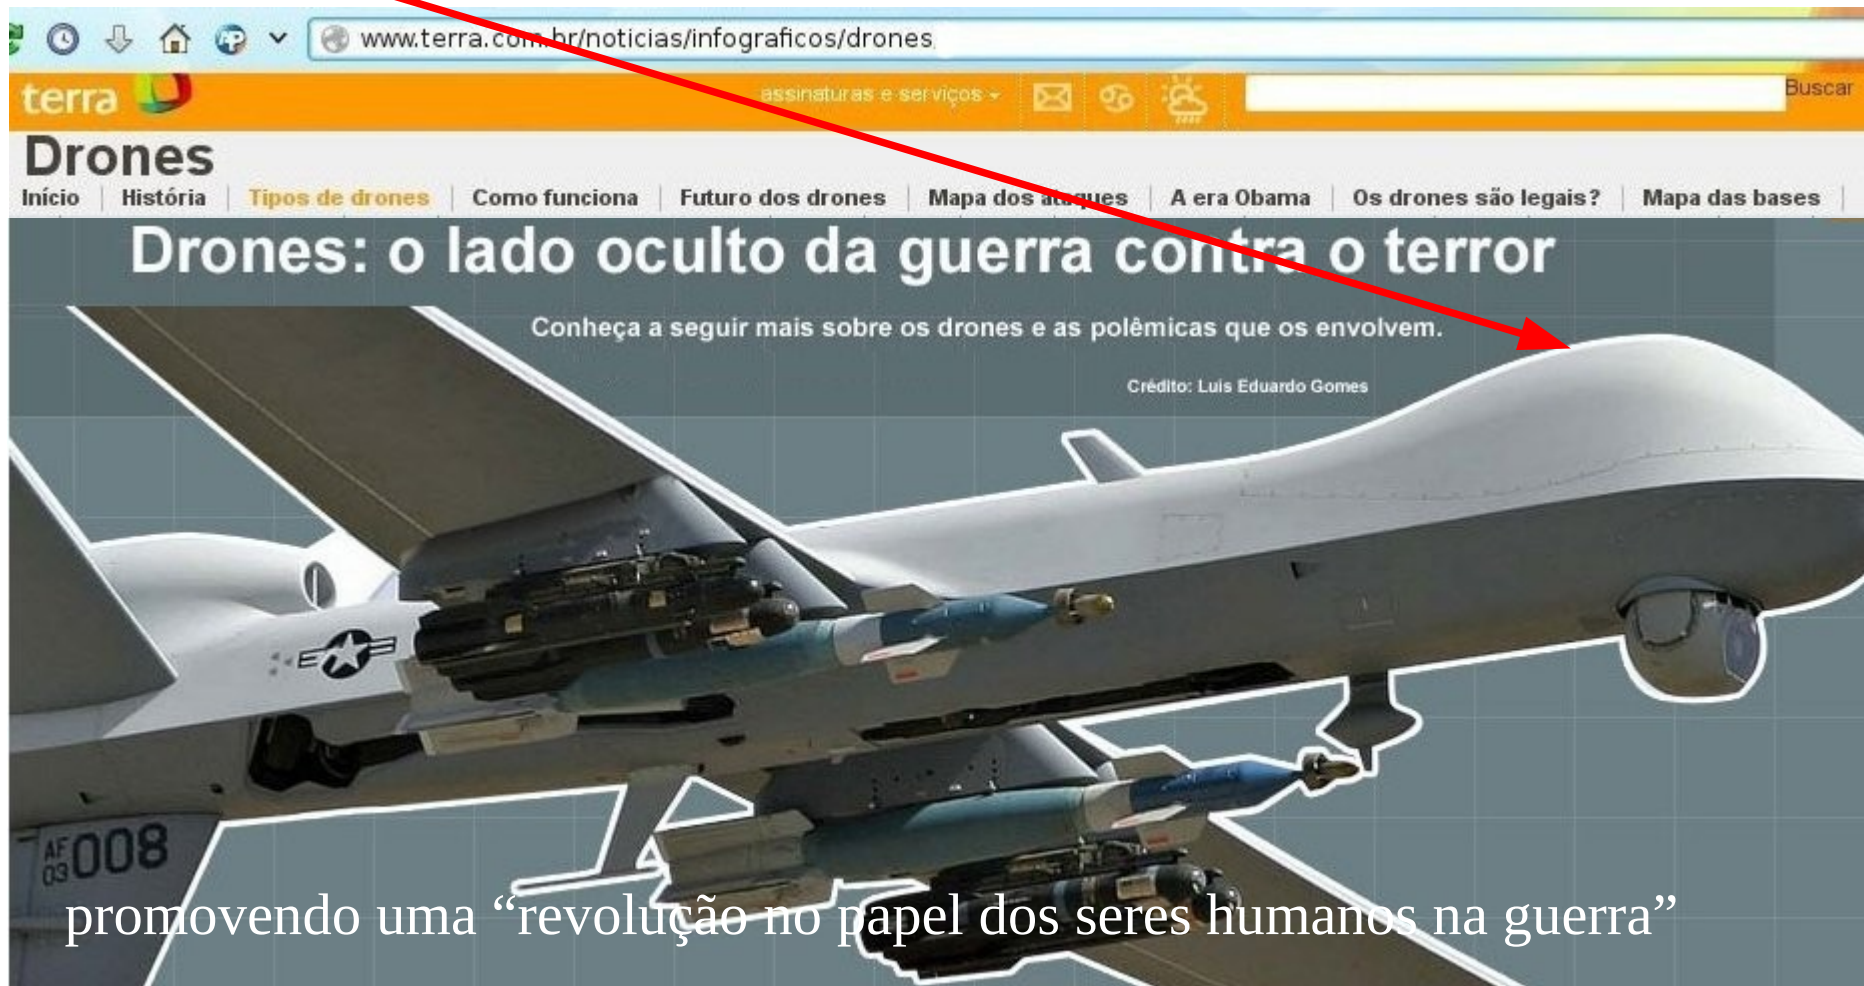 www.terra.com.br/noticias/infograficos/drones
terra
assinaturas e serviços
Buscar
Drones
Início
História
Tipos de drones
Como funciona
Futuro dos drones
Mapa dos ataques
A era Obama
Os drones são legais?
Mapa das bases
Drones: o lado oculto da guerra contra o terror
Conheça a seguir mais sobre os drones e as polêmicas que os envolvem.
Crédito: Luis Eduardo Gomes
AF
03 008
promovendo uma “revolução no papel dos seres humanos na guerra”